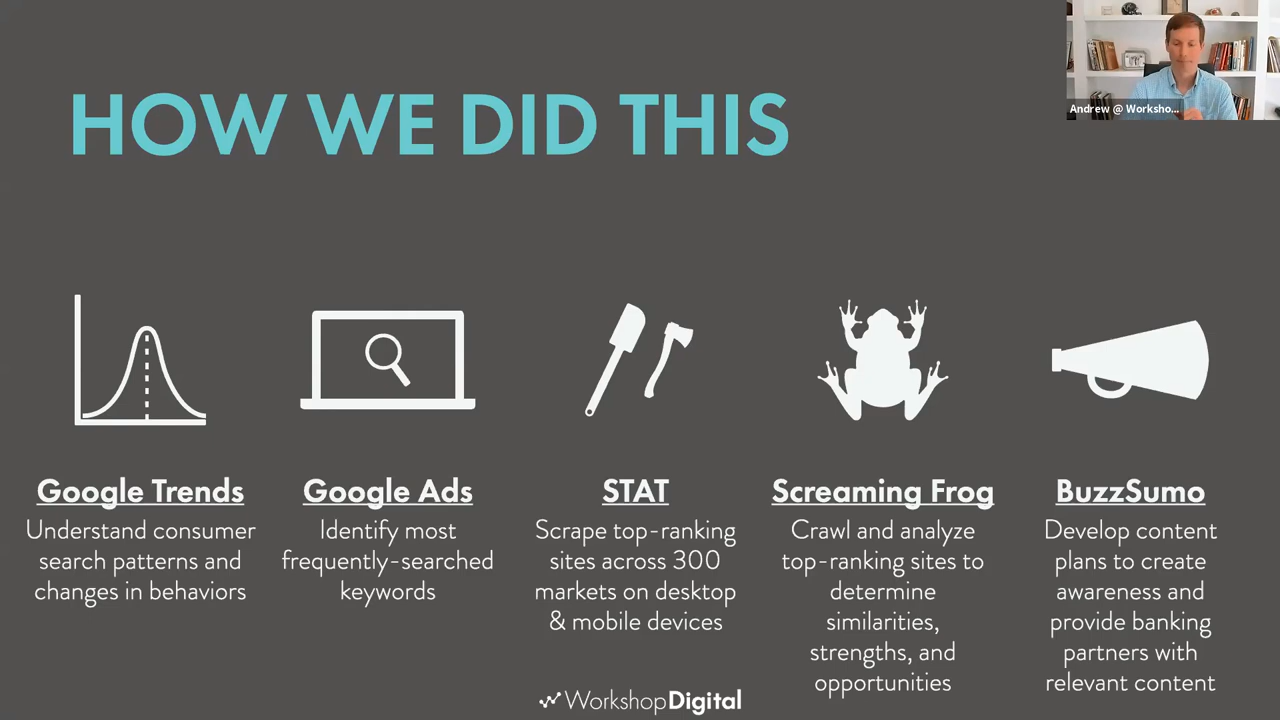 HOW WE DID THIS
Andrew @ Worksho...
Google Trends
Understand consumer
search patterns and
changes in behaviors
Google Ads
Identify most
frequently-searched
keywords
STAT
Scrape top-ranking
sites across 300
markets on desktop
& mobile devices
Screaming Frog
Crawl and analyze
top-ranking sites to
determine
similarities,
strengths, and
opportunities
BuzzSumo
Develop content
plans to create
awareness and
provide banking
partners with
relevant content
WorkshopDigital